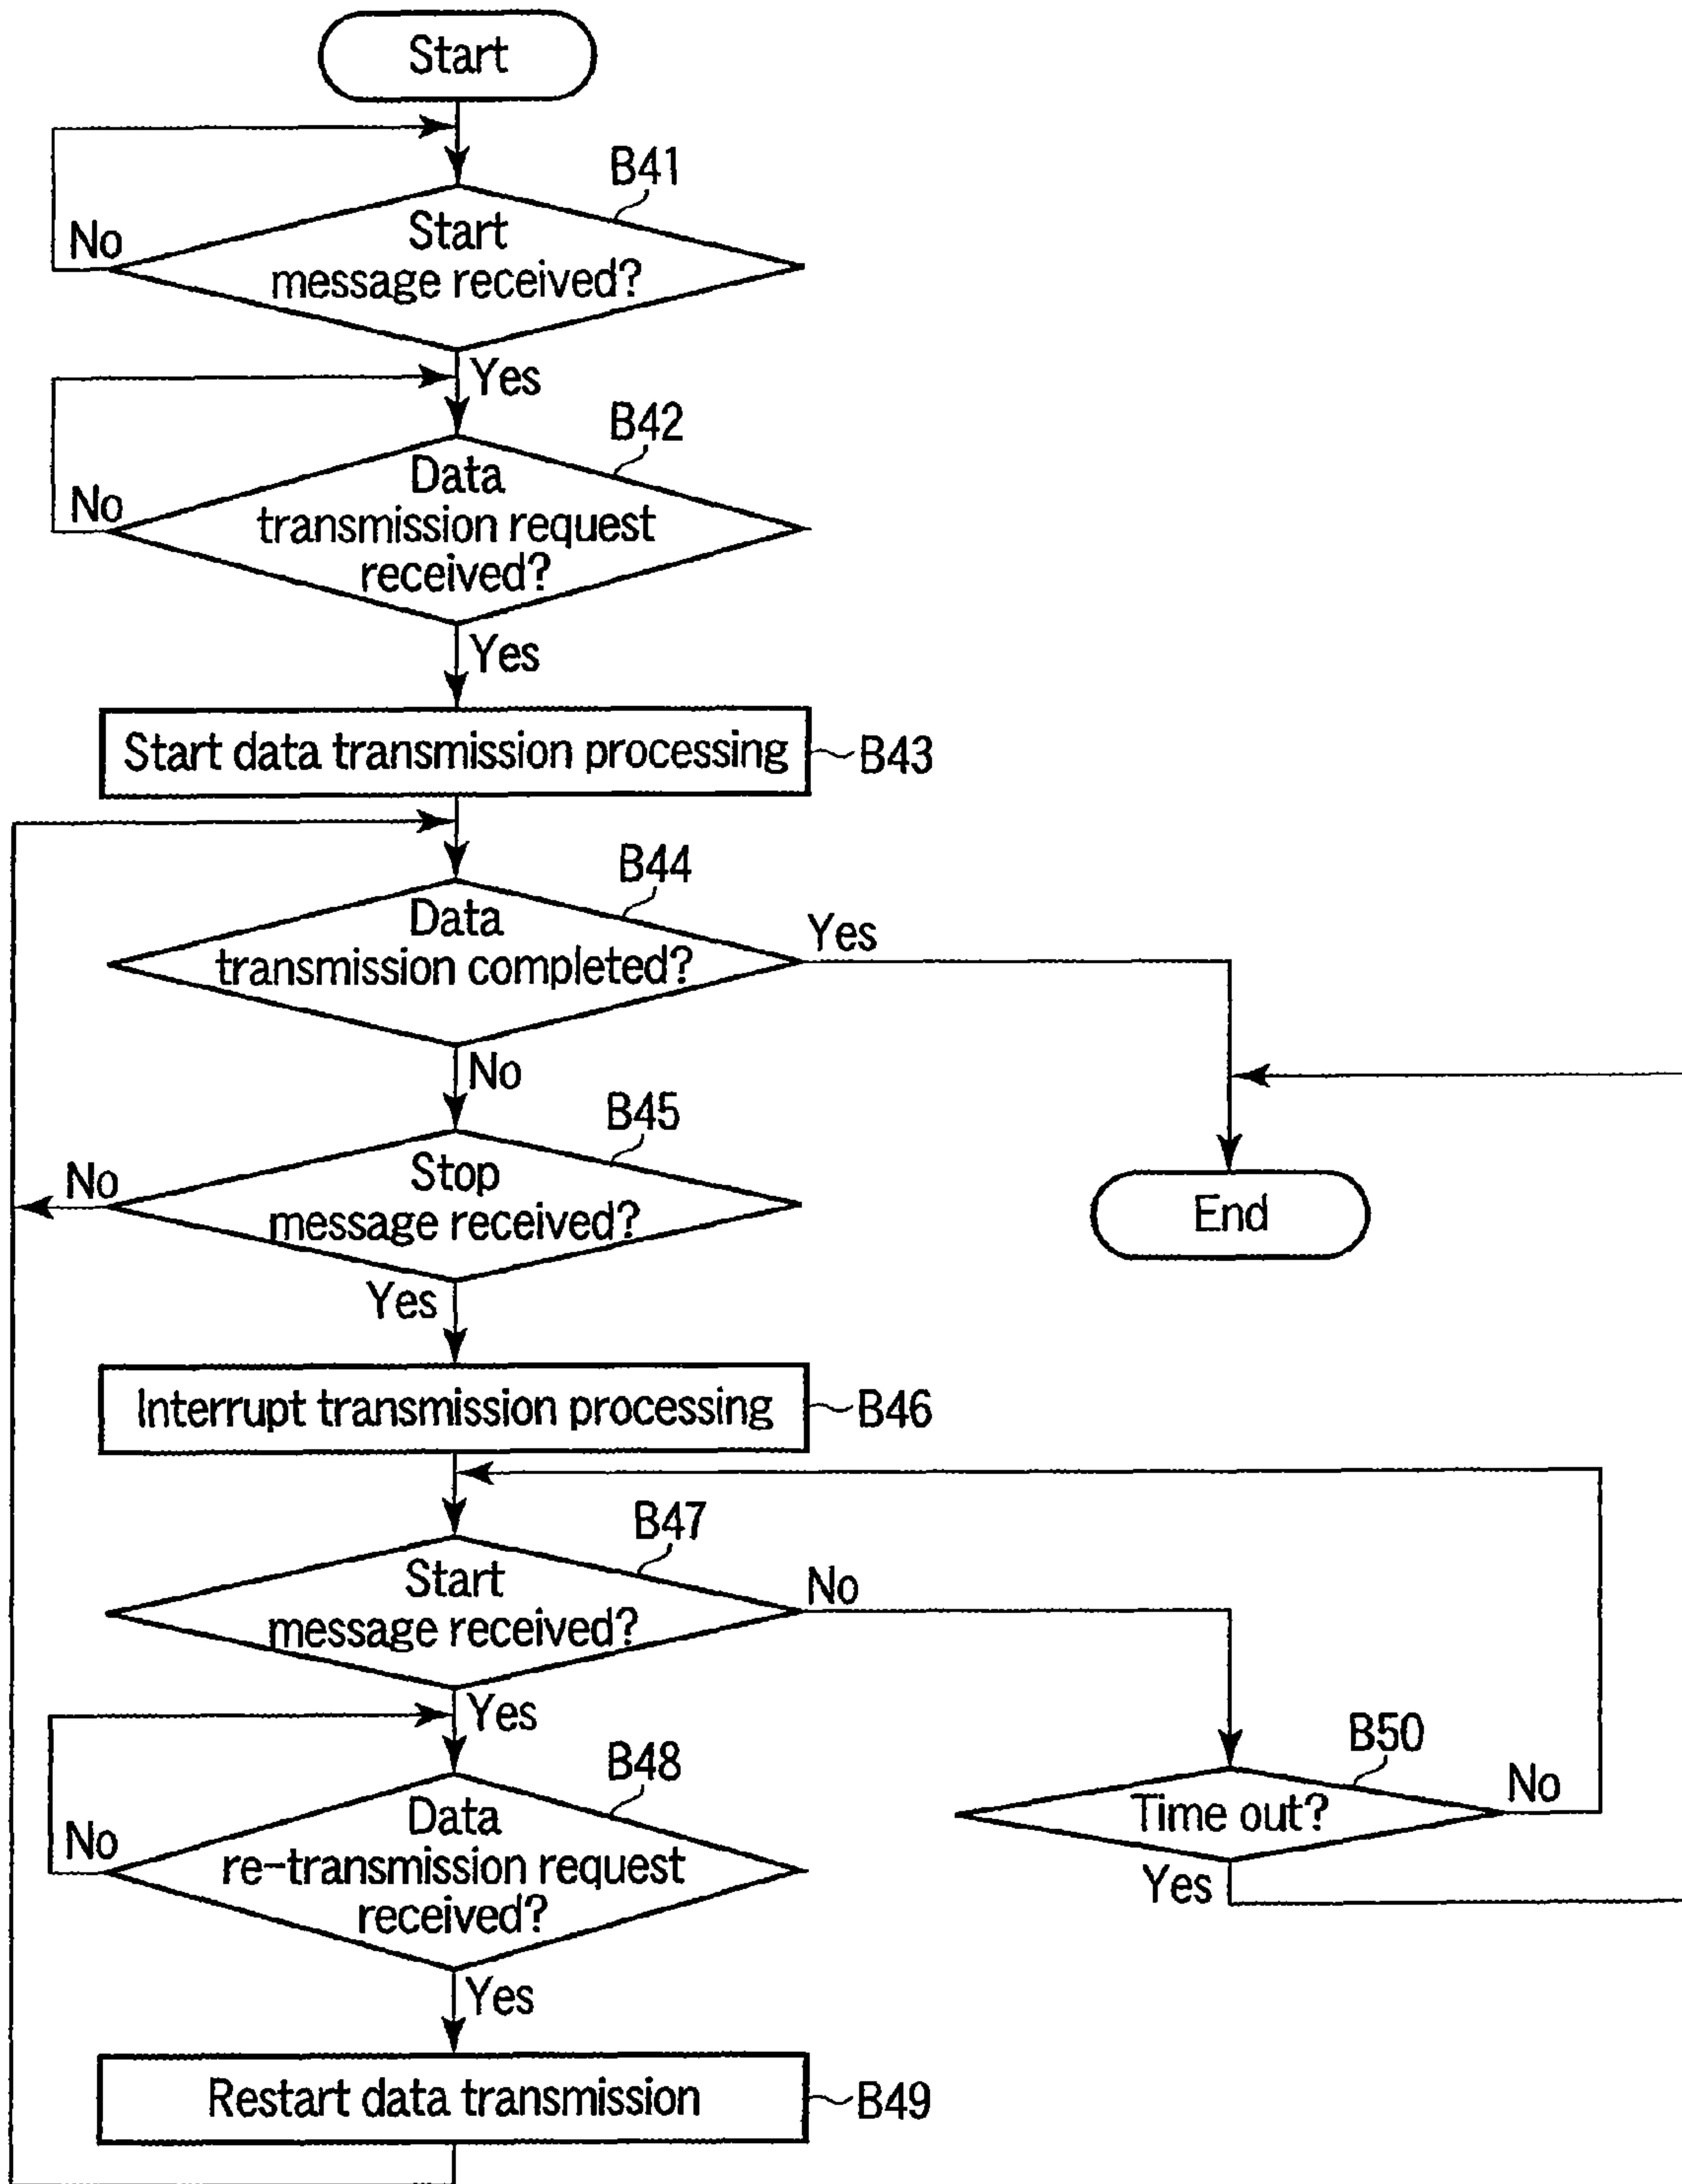 Start
B41
Start
message received?
No
Yes
B42
Data
transmission request
received?
No
Yes
Start data transmission processing
B43
B44
Data
transmission completed?
Yes
No
B45
Stop
message received?
No
Yes
End
Interrupt transmission processing
B46
B47
Start
message received?
No
Yes
B48
Data
re-transmission request
received?
No
Yes
B50
Time out?
No
Yes
Restart data transmission
B49